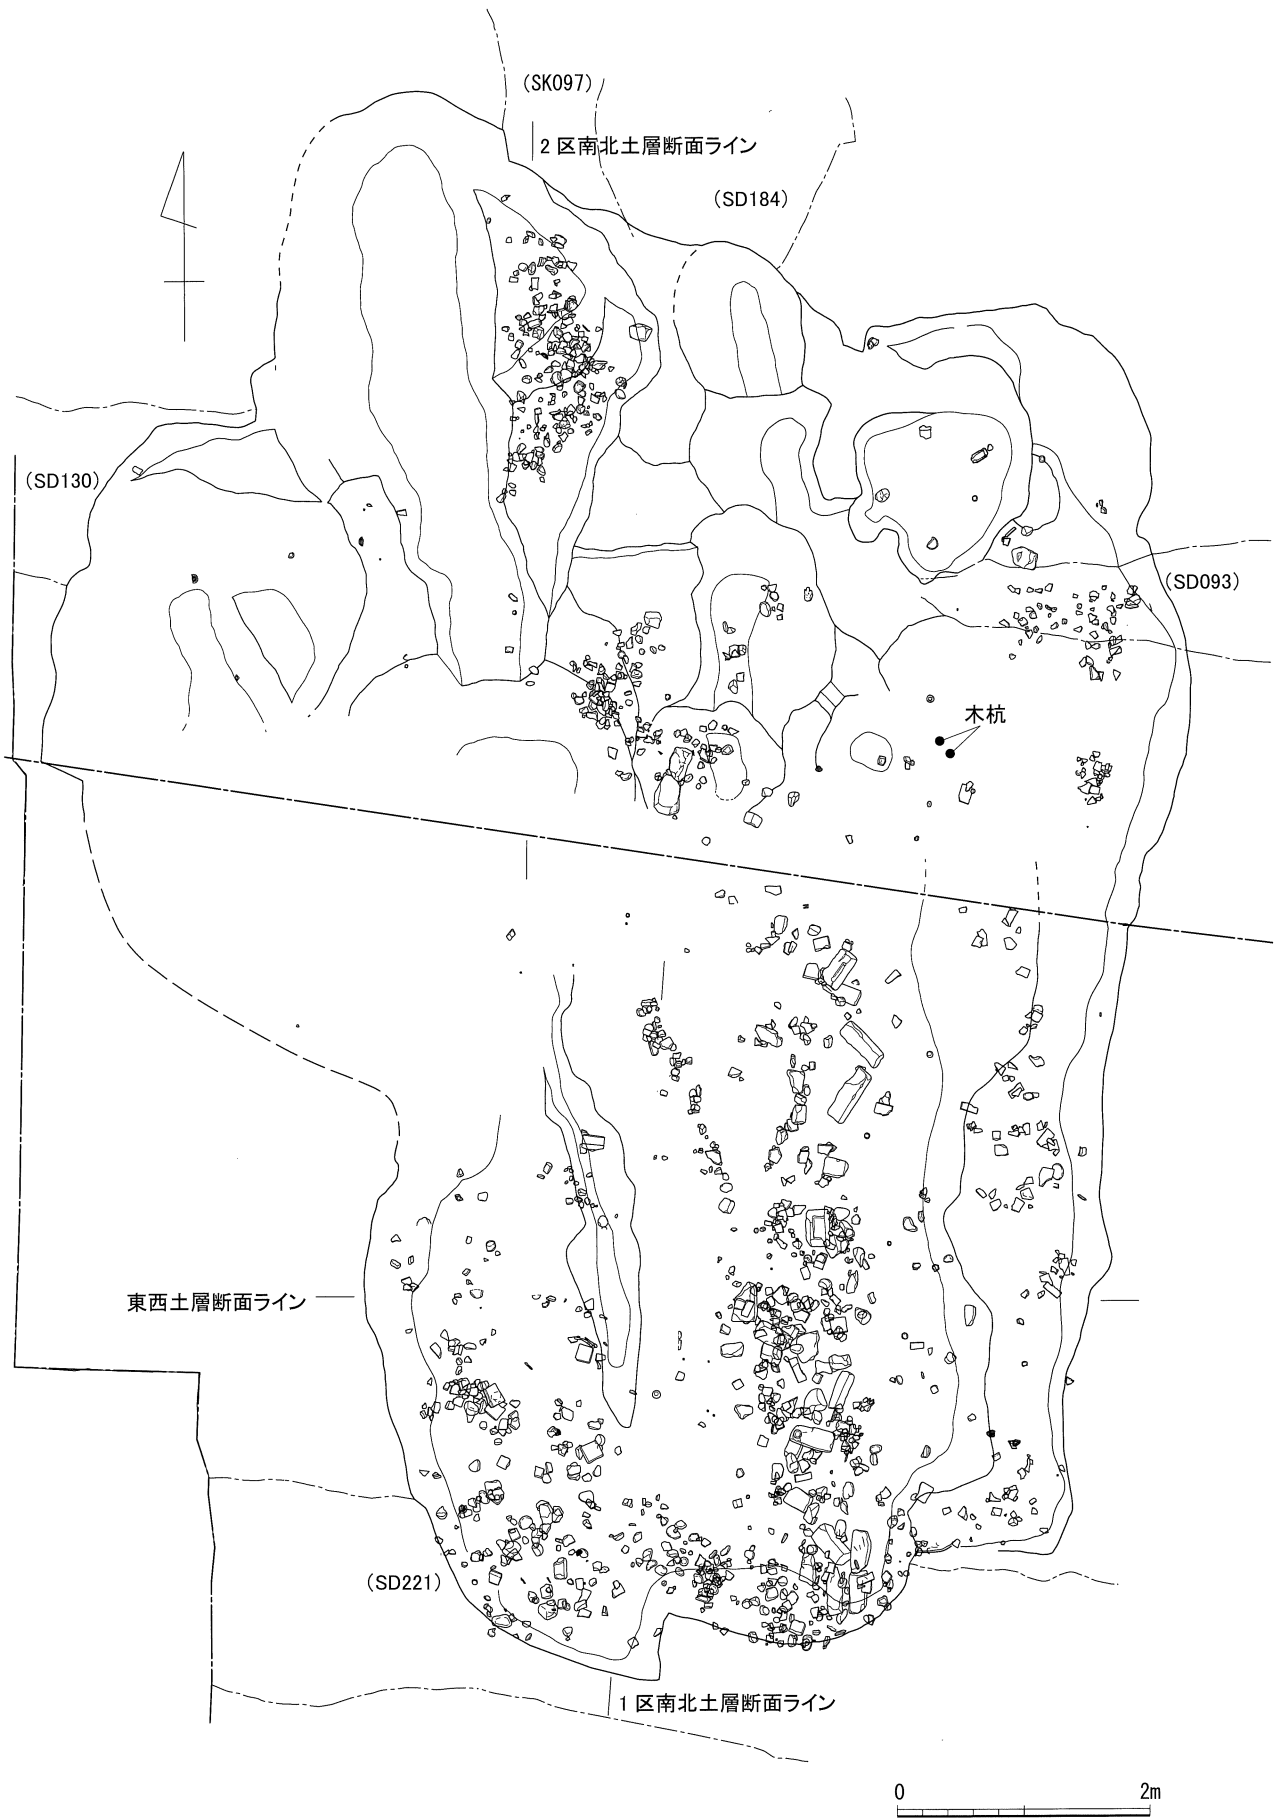 (SK097)
2区南北土層断面ライン
(SD184)
(SD130)
(SD093)
木杭
東西土層断面ライン
(SD221)
1区南北土層断面ライン
0 2m